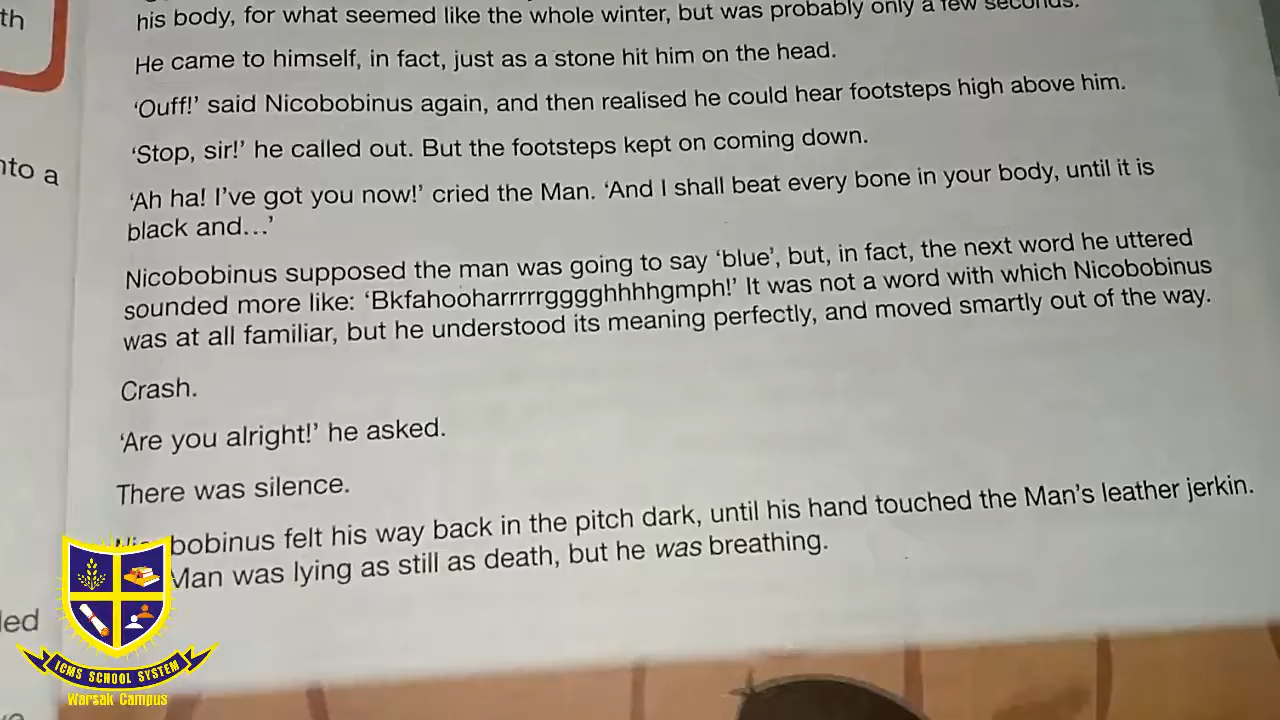 th
nto a
led
his body, for what seemed like the whole winter, but was probably only a few seconds.
He came to himself, in fact, just as a stone hit him on the head.
‘Ouff!’ said Nicobobinus again, and then realised he could hear footsteps high above him.
‘Stop, sir!’ he called out. But the footsteps kept on coming down.
‘Ah ha! I’ve got you now!’ cried the Man. ‘And I shall beat every bone in your body, until it is
black and...’
Nicobobinus supposed the man was going to say ‘blue’, but, in fact, the next word he uttered
sounded more like: ‘Bkfahooharrrrrgggghhhhgmph!’ It was not a word with which Nicobobinus
was at all familiar, but he understood its meaning perfectly, and moved smartly out of the way.
Crash.
‘Are you alright!’ he asked.
There was silence.
bobinus felt his way back in the pitch dark, until his hand touched the Man’s leather jerkin.
Man was lying as still as death, but he was breathing.
ICMS SCHOOL SYSTEM
Warsak Campus